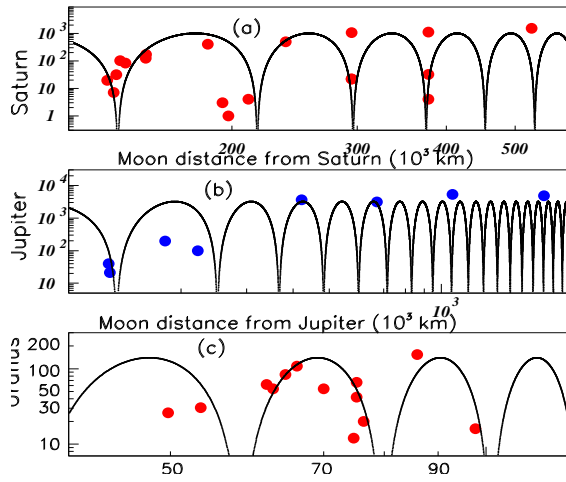 10³
(a)
10²
10
1
Saturn
200 300 400 500
Moon distance from Saturn (10³ km)
10⁴
(b)
10³
10²
10
Jupiter
10³
Moon distance from Jupiter (10³ km)
200
(c)
100
50
30
10
50 70 90